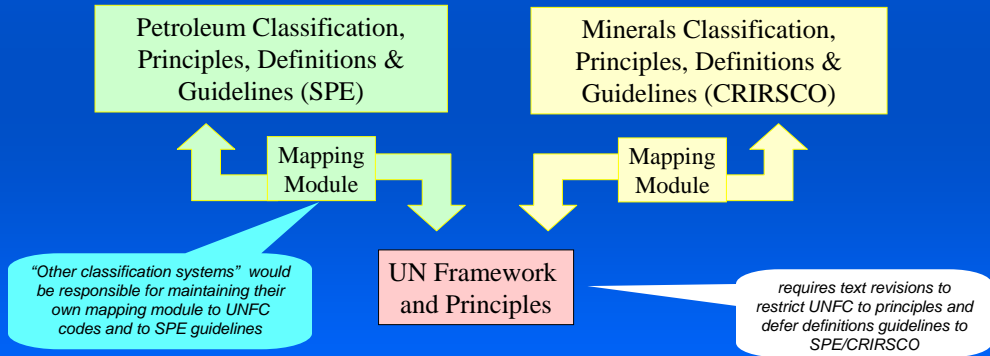 Petroleum Classification,
Principles, Definitions &
Guidelines (SPE)
Minerals Classification,
Principles, Definitions &
Guidelines (CRIRSCO)
Mapping
Module
Mapping
Module
"Other classification systems" would
be responsible for maintaining their
own mapping module to UNFC
codes and to SPE guidelines
UN Framework
and Principles
requires text revisions to
restrict UNFC to principles and
defer definitions guidelines to
SPE/CRIRSCO